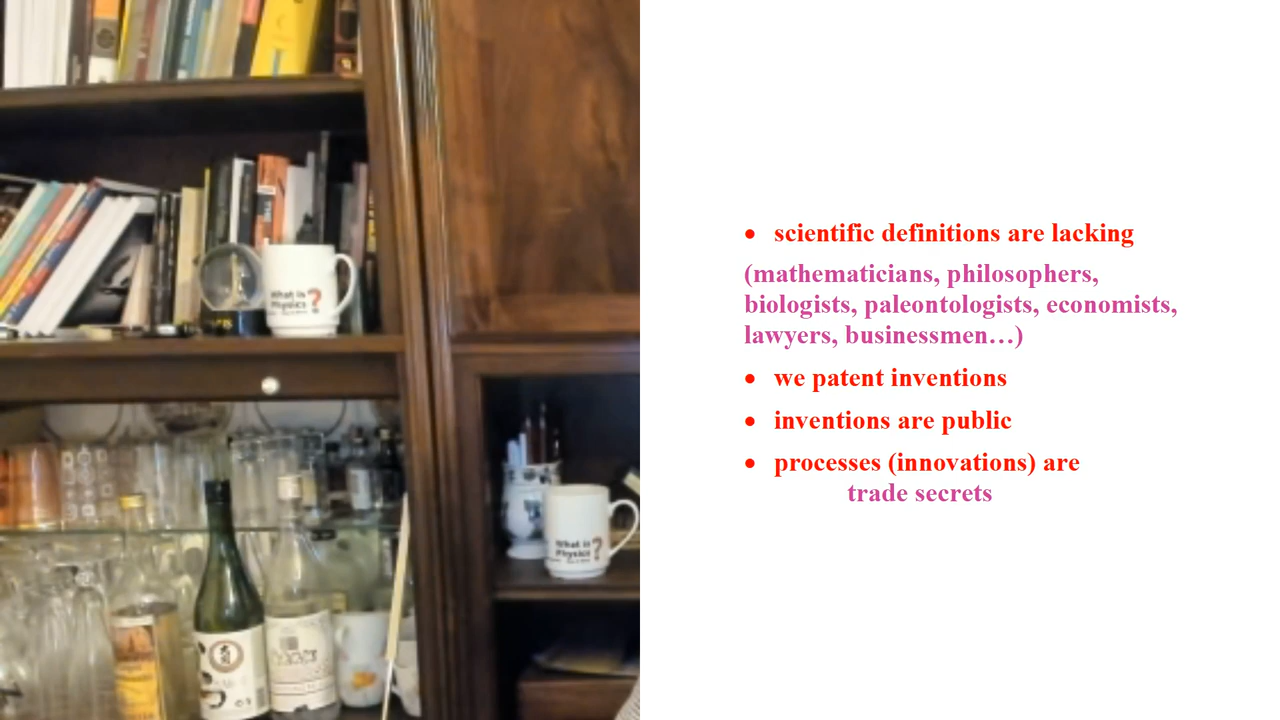 What is
Physics?
What is
Physics?
• scientific definitions are lacking
(mathematicians, philosophers,
biologists, paleontologists, economists,
lawyers, businessmen…)
• we patent inventions
• inventions are public
• processes (innovations) are
trade secrets